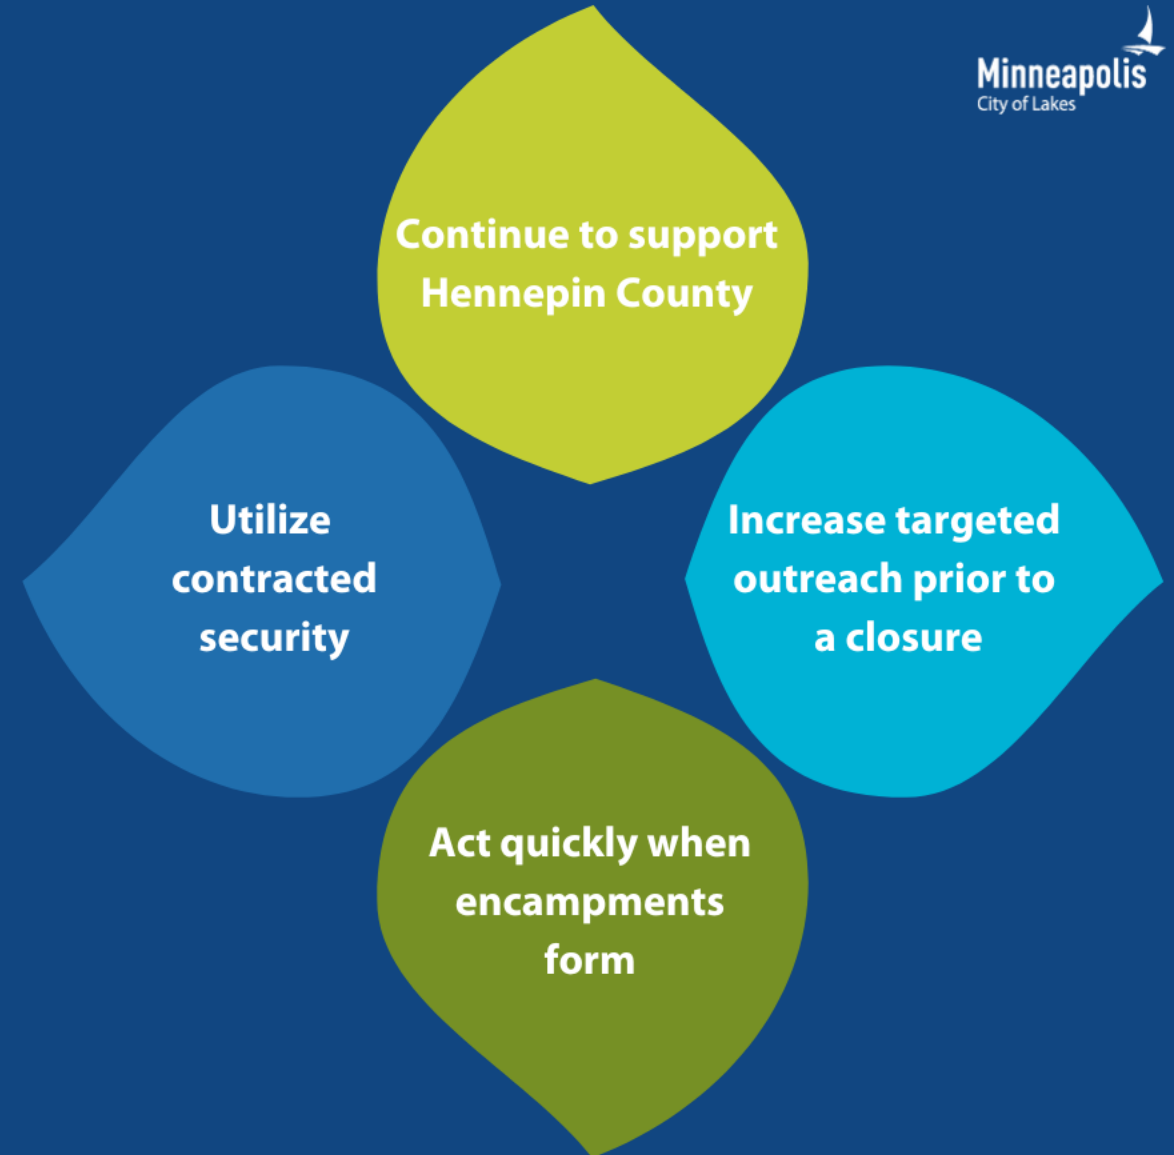 Minneapolis
City of Lakes
Continue to support
Hennepin County
Utilize
contracted
security
Increase targeted
outreach prior to
a closure
Act quickly when
encampments
form